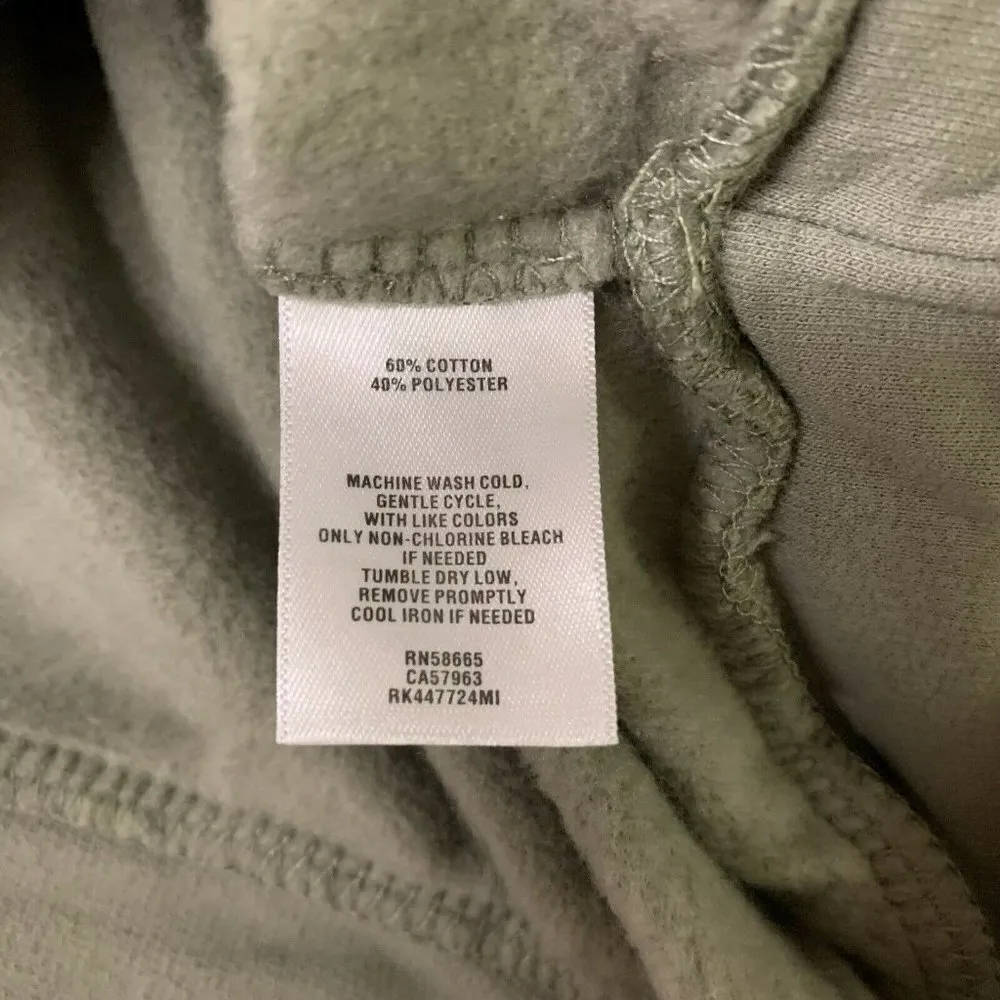 60% COTTON
40% POLYESTER
MACHINE WASH COLD,
GENTLE CYCLE,
WITH LIKE COLORS
ONLY NON-CHLORINE BLEACH
IF NEEDED
TUMBLE DRY LOW,
REMOVE PROMPTLY
COOL IRON IF NEEDED
RN58665
CA57963
RK447724MI